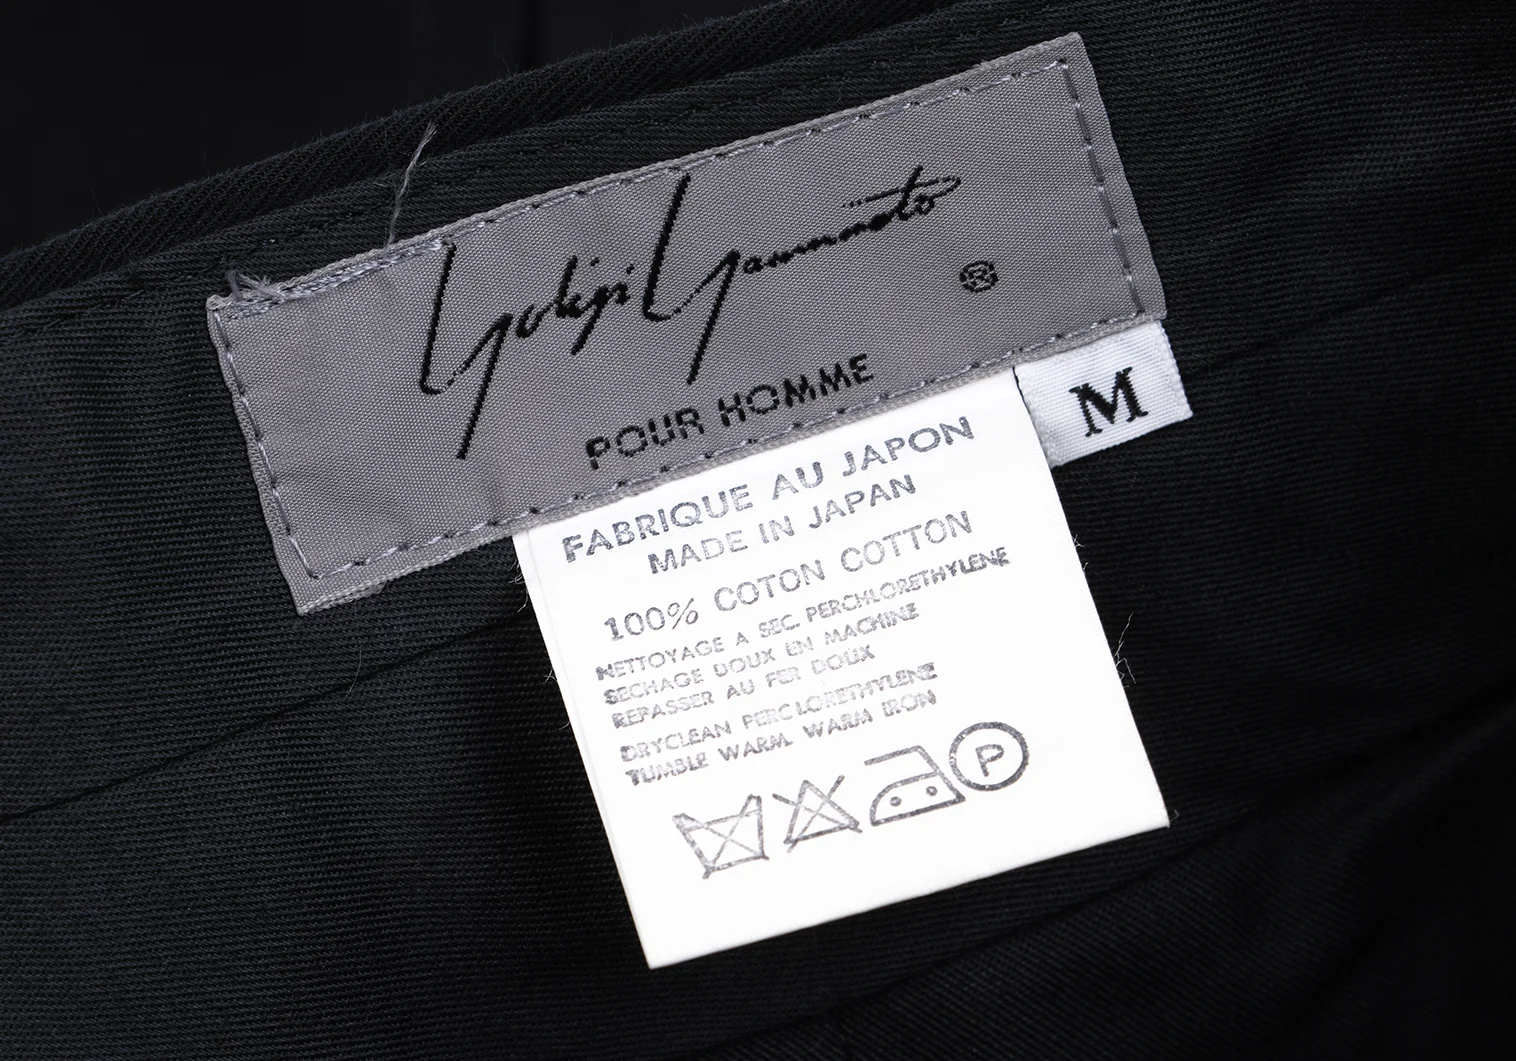 Yohji Yamamoto
®
POUR HOMME
M
FABRIQUE AU JAPON
MADE IN JAPAN
100% COTON COTTON
NETTOYAGE A SEC. PERCHLORETHYLENE
SECHAGE DOUX EN MACHINE
REPASSER AU FER DOUX
DRYCLEAN PERCLORETHYLENE
TUMBLE WARM WARM IRON
P